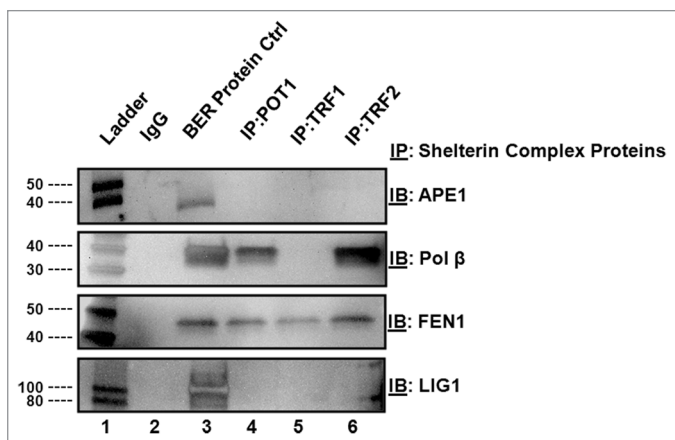 Ladder
IgG
BER Protein Ctrl
IP:POT1
IP:TRF1
IP:TRF2
IP: Shelterin Complex Proteins
50 ----
40 ----
IB: APE1
40 ----
30 ----
IB: Pol β
50 ----
40 ----
IB: FEN1
100 ----
80 ----
IB: LIG1
1 2 3 4 5 6